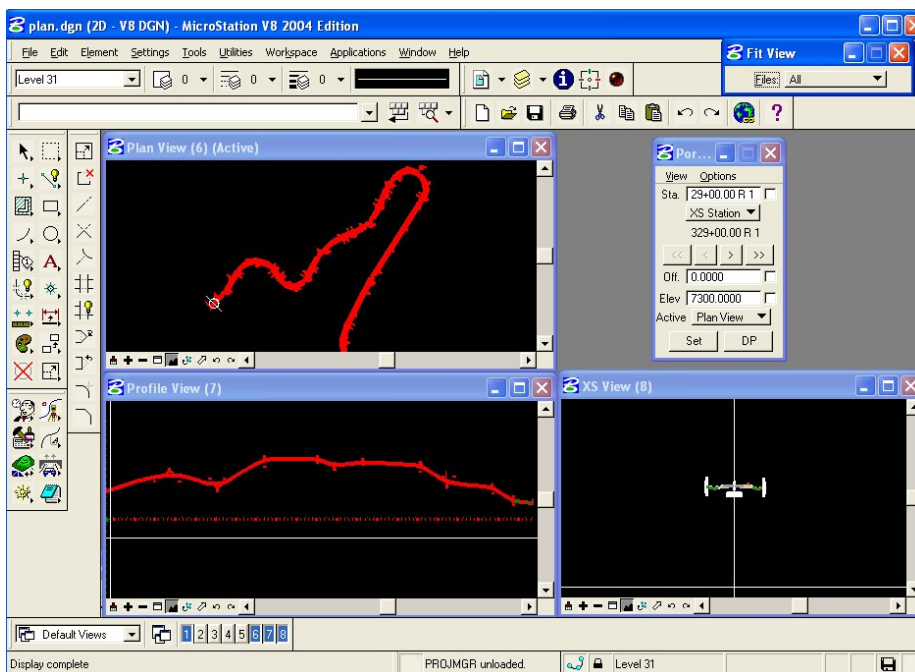 plan.dgn (2D - V8 DGN) - MicroStation V8 2004 Edition
File Edit Element Settings Tools Utilities Workspace Applications Window Help
Fit View
Files: All
Level 31 0 0 0
Plan View (6) (Active)
Por...
View Options
Sta. 29+00.00 R 1
XS Station
329+00.00 R 1
<< < > >>
Off. 0.0000
Elev 7300.0000
Active Plan View
Set DP
Profile View (7)
XS View (8)
Default Views 1 2 3 4 5 6 7 8
Display complete PROJMGR unloaded. Level 31